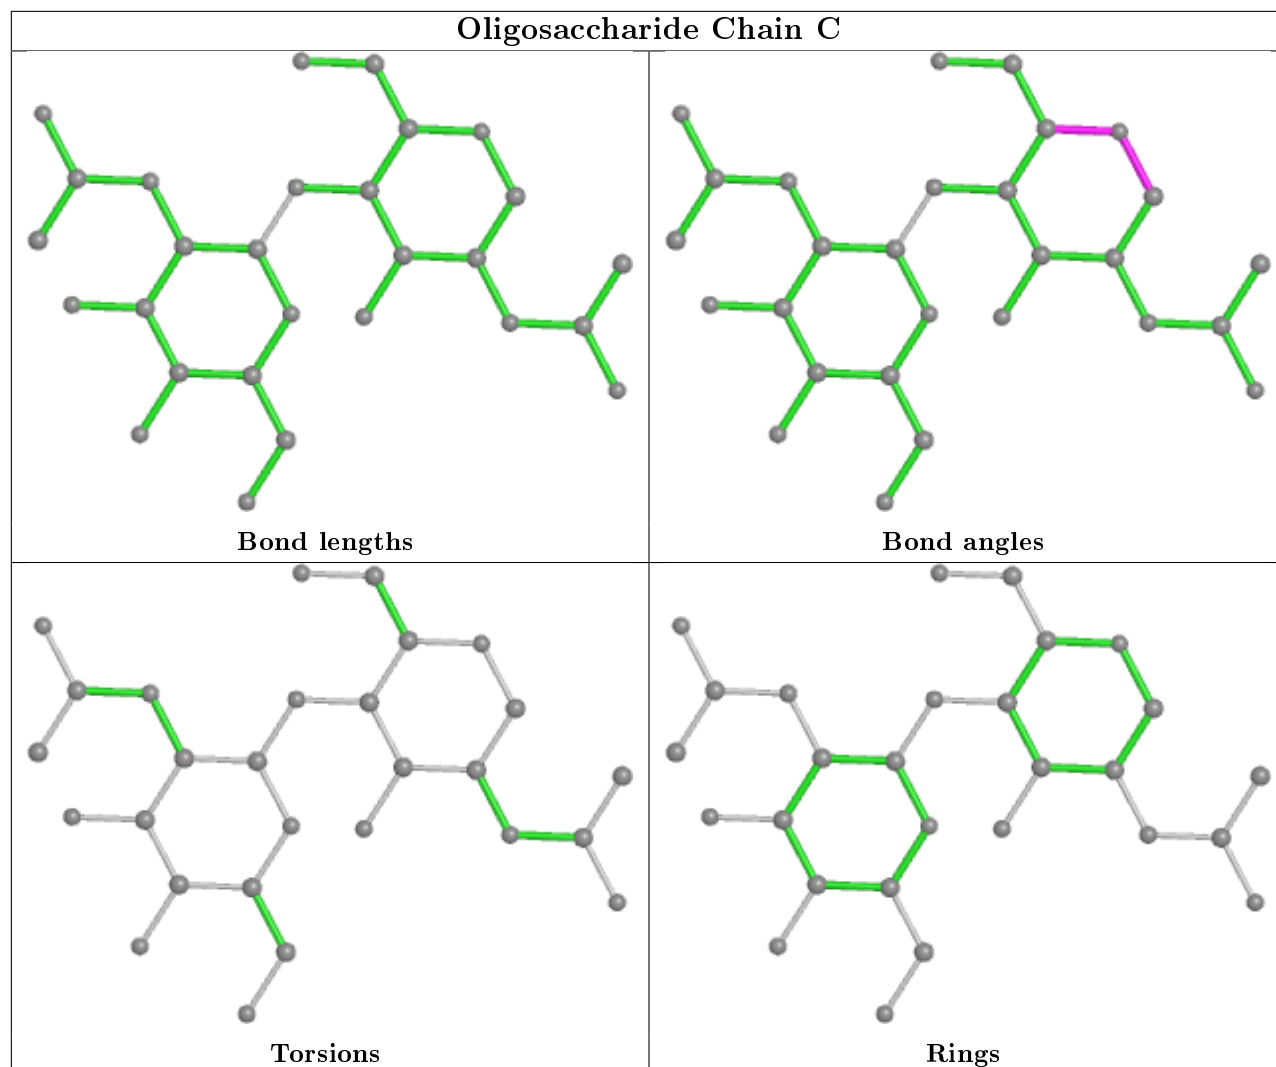 Oligosaccharide Chain C
Bond lengths
Bond angles
Torsions
Rings